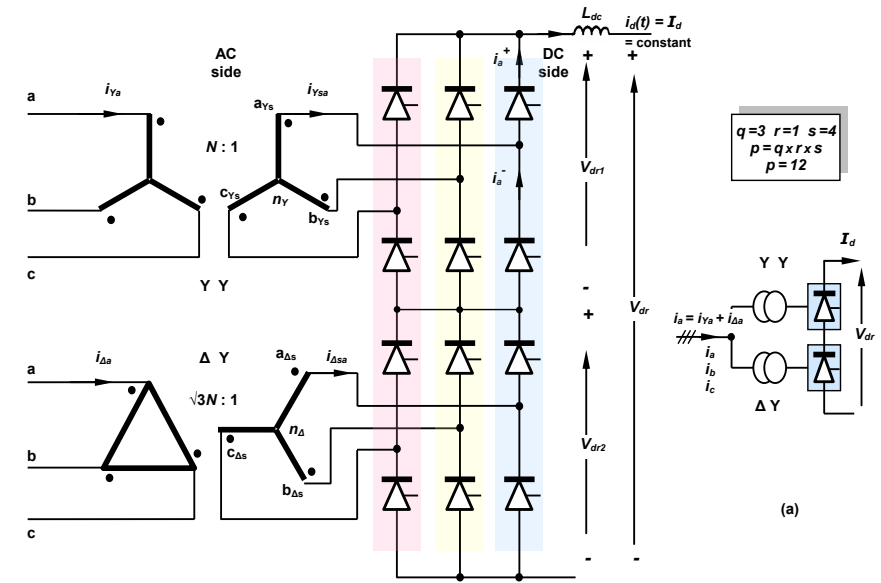 L_dc
i_d(t) = I_d
= constant
AC
side
DC
side
i_a^+
+
+
a
i_Ya
a_Ys
i_Ysa
N : 1
q =3 r =1 s =4
p = q x r x s
p = 12
V_dr1
i_a^-
b
c_Ys
n_Y
b_Ys
c
Y Y
-
+
V_dr
Y Y
I_d
i_a = i_Ya + i_Δa
i_a
i_b
i_c
V_dr
Δ Y
a
i_Δa
Δ Y
a_Δs
i_Δsa
√3N : 1
b
n_Δ
c_Δs
b_Δs
V_dr2
c
-
-
(a)